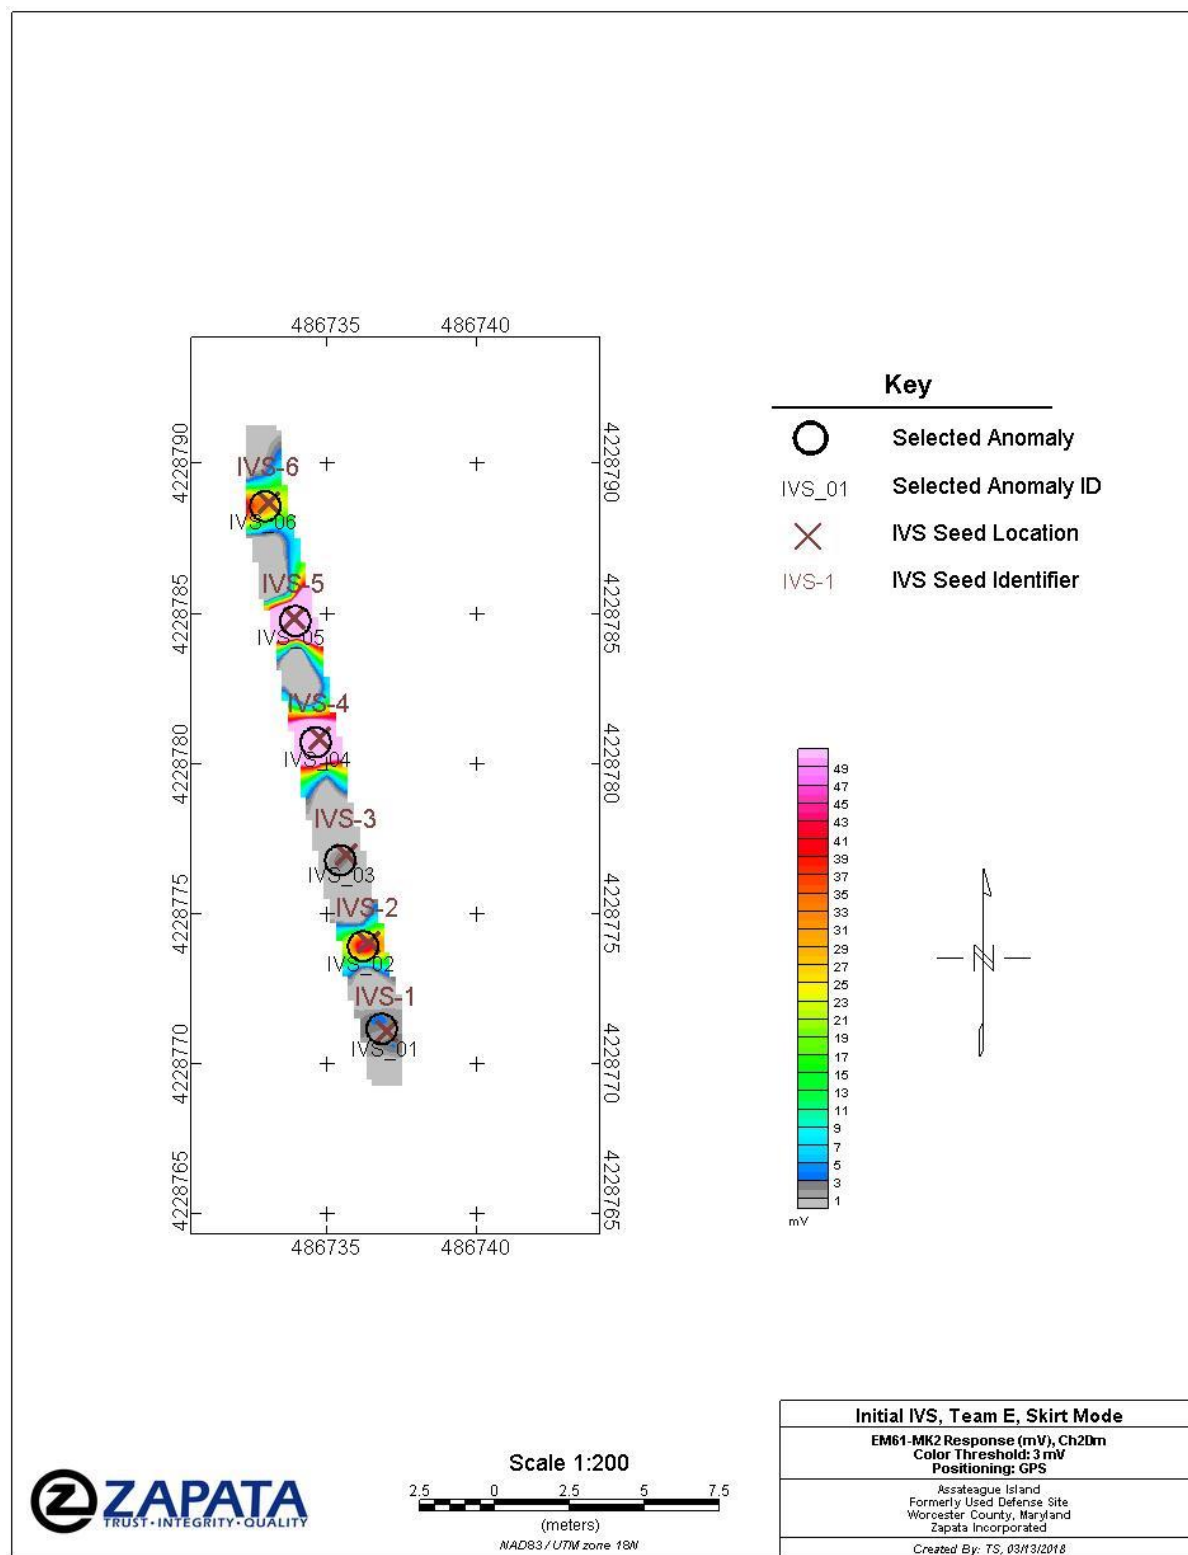 486735 486740
Key
Selected Anomaly
IVS_01 Selected Anomaly ID
IVS Seed Location
IVS-1 IVS Seed Identifier
4228790 4228790
IVS-6
IVS_06
4228785 4228785
IVS-5
IVS_05
IVS-4
4228780 4228780
IVS_04
IVS-3
IVS_03
4228775 4228775
IVS-2
IVS_02
IVS-1
IVS_01
4228770 4228770
4228765 4228765
486735 486740
49
47
45
43
41
39
37
35
33
31
29
27
25
23
21
19
17
15
13
11
9
7
5
3
1
mV
N
Z ZAPATA
TRUST·INTEGRITY·QUALITY
Scale 1:200
2.5 0 2.5 5 7.5
(meters)
NAD83 / UTM zone 18N
Initial IVS, Team E, Skirt Mode
EM61-MK2 Response (mV), Ch2Dm
Color Threshold: 3 mV
Positioning: GPS
Assateague Island
Formerly Used Defense Site
Worcester County, Maryland
Zapata Incorporated
Created By: TS, 03/13/2018